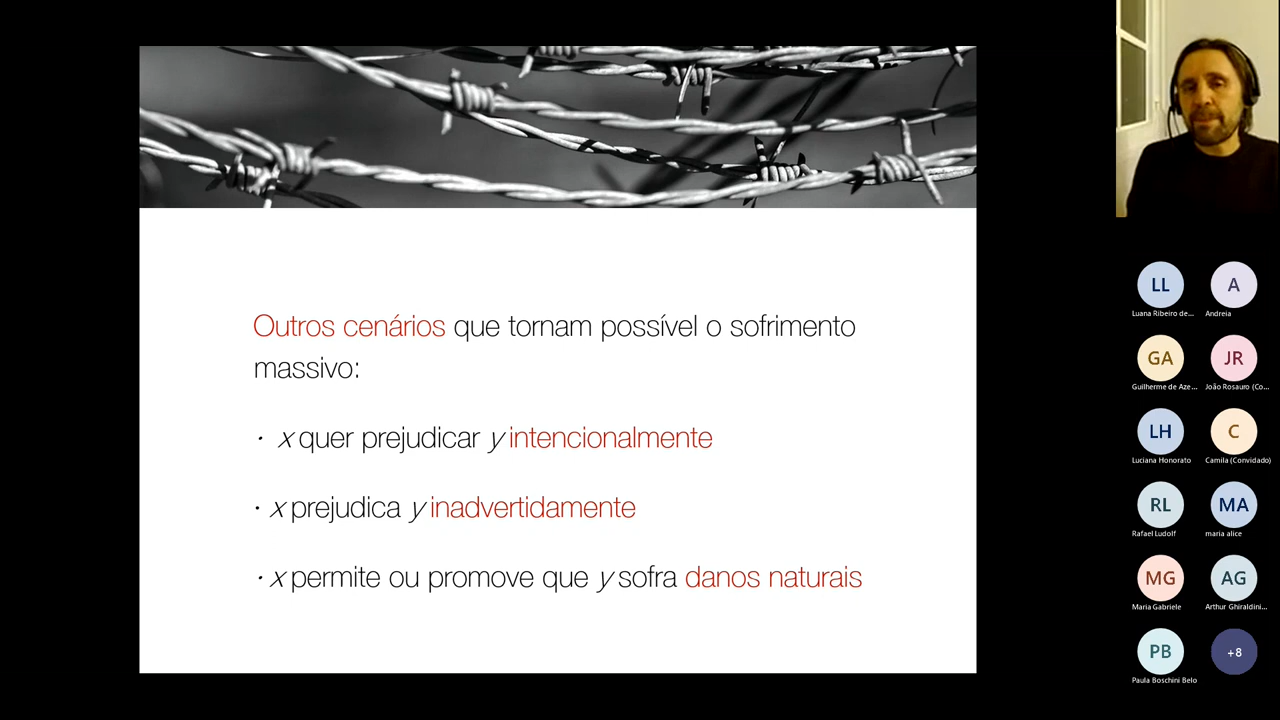 Outros cenários que tornam possível o sofrimento
massivo:
· x quer prejudicar y intencionalmente
· x prejudica y inadvertidamente
· x permite ou promove que y sofra danos naturais
LL
A
Luana Ribeiro de...
Andreia
GA
JR
Guilherme de Aze...
João Rosauro (Co...
LH
C
Luciana Honorato
Camila (Convidado)
RL
MA
Rafael Ludolf
maria alice
MG
AG
Maria Gabriele
Arthur Ghiraldini...
PB
+8
Paula Boschini Belo